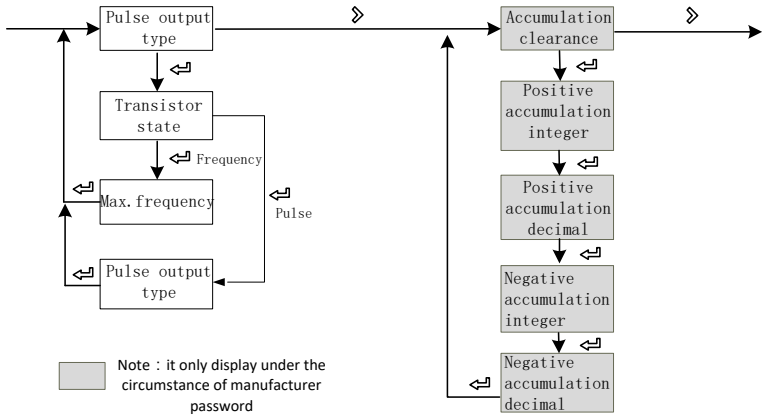 Pulse output
type
Transistor
state
Frequency
Max.frequency
Pulse
Pulse output
type
Accumulation
clearance
Positive
accumulation
integer
Positive
accumulation
decimal
Negative
accumulation
integer
Negative
accumulation
decimal
Note：it only display under the
circumstance of manufacturer
password